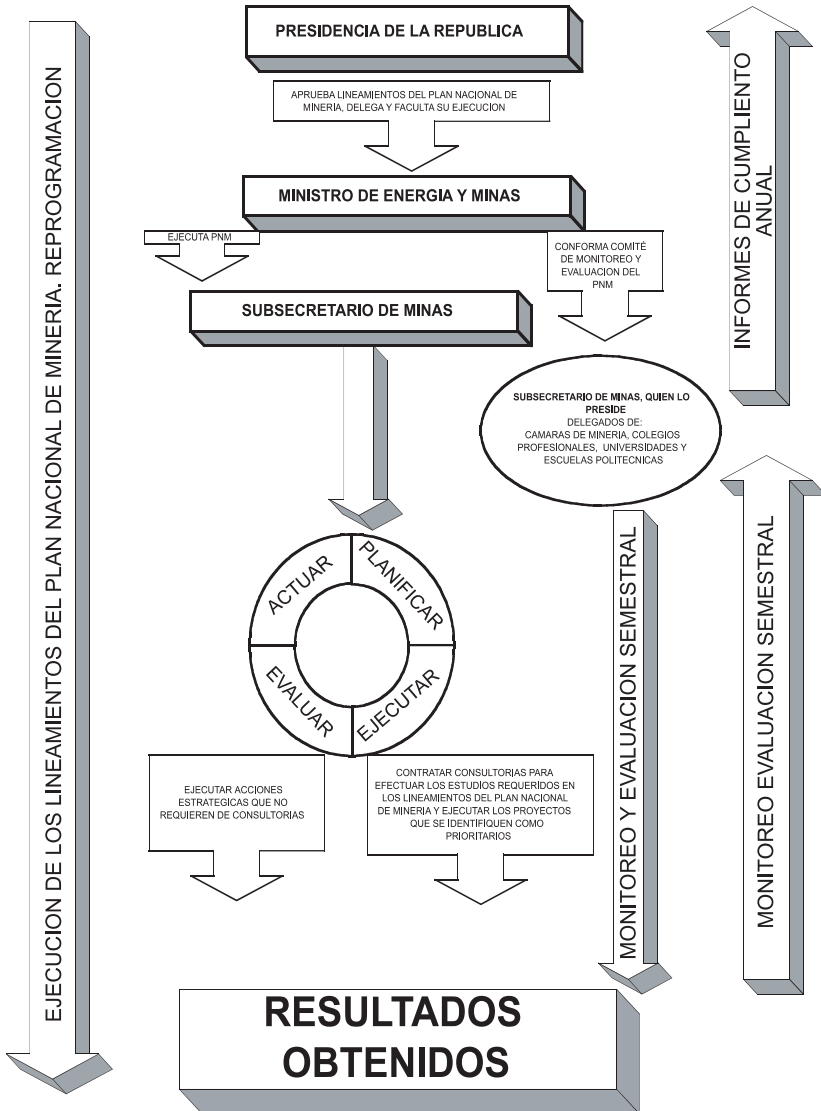 PRESIDENCIA DE LA REPUBLICA
APRUEBA LINEAMIENTOS DEL PLAN NACIONAL DE
MINERIA, DELEGA Y FACULTA SU EJECUCION
MINISTRO DE ENERGIA Y MINAS
EJECUTA PNM
CONFORMA COMITÉ
DE MONITOREO Y
EVALUACION DEL
PNM
SUBSECRETARIO DE MINAS
SUBSECRETARIO DE MINAS, QUIEN LO
PRESIDE
DELEGADOS DE:
CAMARAS DE MINERIA, COLEGIOS
PROFESIONALES, UNIVERSIDADES Y
ESCUELAS POLITECNICAS
ACTUAR
PLANIFICAR
EVALUAR
EJECUTAR
EJECUTAR ACCIONES
ESTRATEGICAS QUE NO
REQUIEREN DE CONSULTORIAS
CONTRATAR CONSULTORIAS PARA
EFECTUAR LOS ESTUDIOS REQUERIDOS EN
LOS LINEAMIENTOS DEL PLAN NACIONAL
DE MINERIA Y EJECUTAR LOS PROYECTOS
QUE SE IDENTIFIQUEN COMO
PRIORITARIOS
RESULTADOS
OBTENIDOS
EJECUCION DE LOS LINEAMIENTOS DEL PLAN NACIONAL DE MINERIA. REPROGRAMACION
MONITOREO Y EVALUACION SEMESTRAL
MONITOREO EVALUACION SEMESTRAL
INFORMES DE CUMPLIENTO
ANUAL